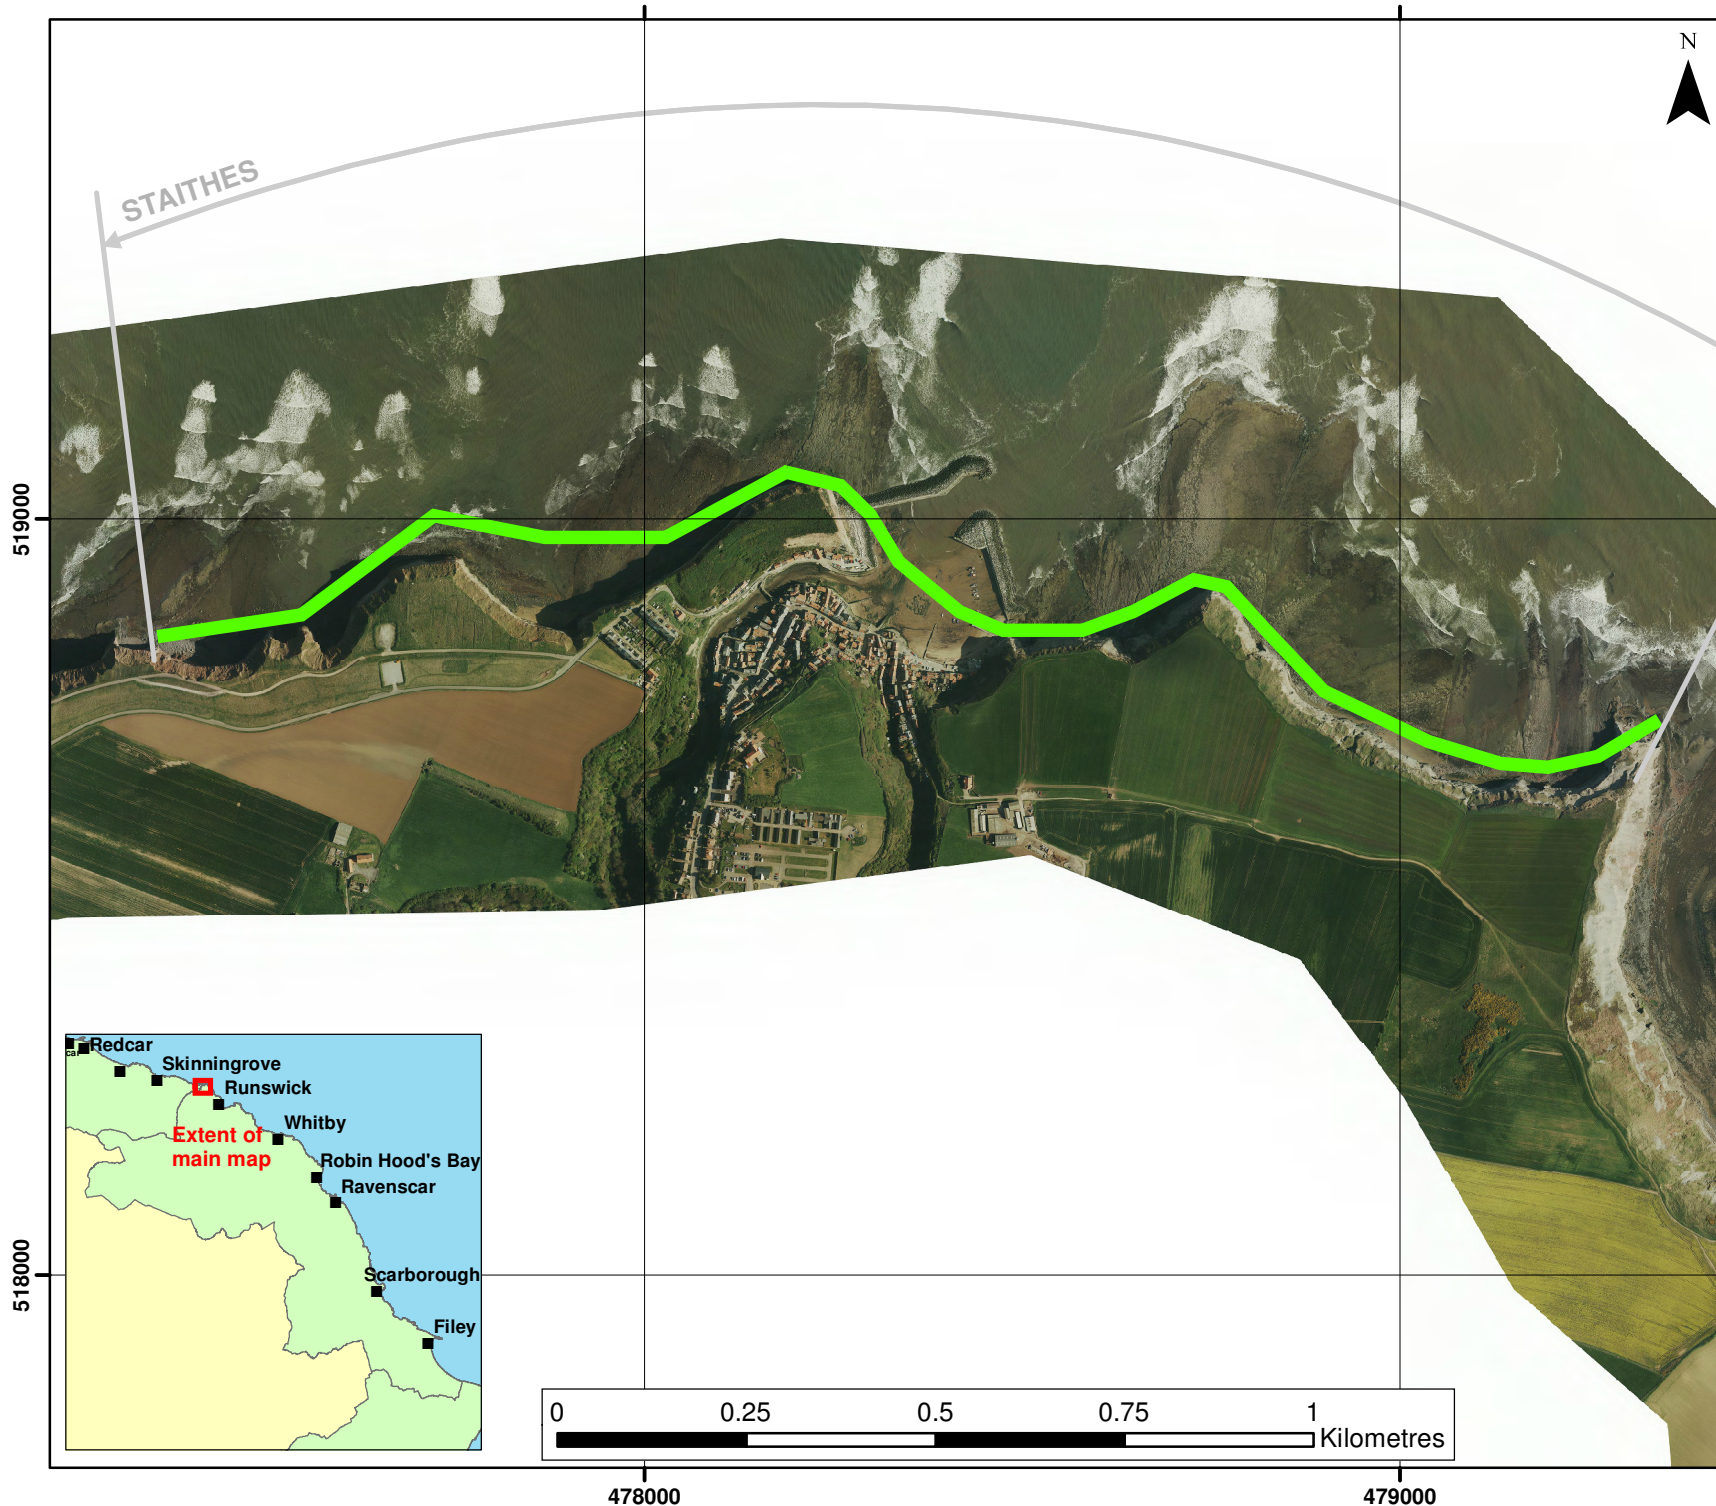 N
STAITHES
519000
518000
Redcar
car
Skinningrove
Runswick
Extent of
main map
Whitby
Robin Hood's Bay
Ravenscar
Scarborough
Filey
0 0.25 0.5 0.75 1
Kilometres
478000 479000